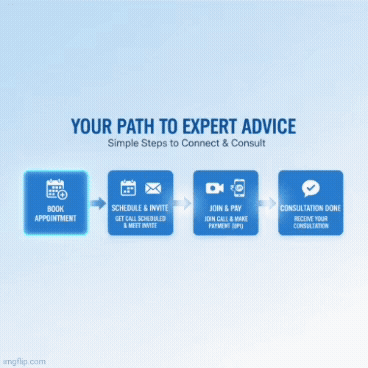 YOUR PATH TO EXPERT ADVICE
Simple Steps to Connect & Consult
BOOK
APPOINTMENT
SCHEDULE & INVITE
GET CALL SCHEDULED
& MEET INVITE
JOIN & PAY
JOIN CALL & MAKE
PAYMENT (UPI)
CONSULTATION DONE
RECEIVE YOUR
CONSULTATION
imgflip.com